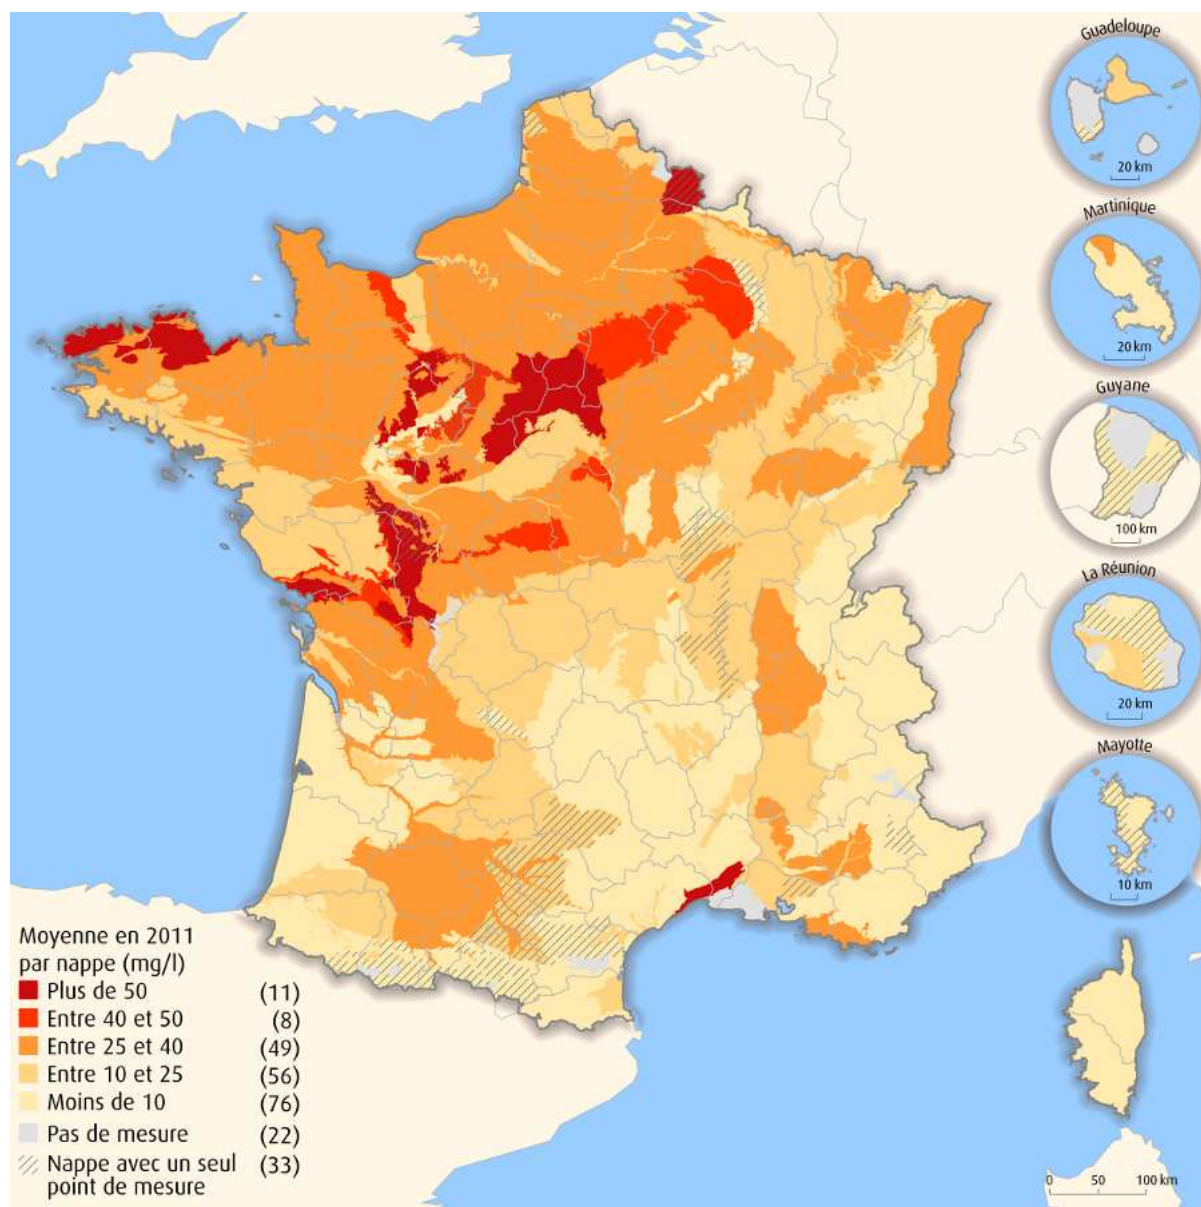 Guadeloupe
20 km
Martinique
20 km
Guyane
100 km
La Réunion
20 km
Mayotte
10 km
Moyenne en 2011
par nappe (mg/l)
Plus de 50 (11)
Entre 40 et 50 (8)
Entre 25 et 40 (49)
Entre 10 et 25 (56)
Moins de 10 (76)
Pas de mesure (22)
Nappe avec un seul (33)
point de mesure
0 50 100 km